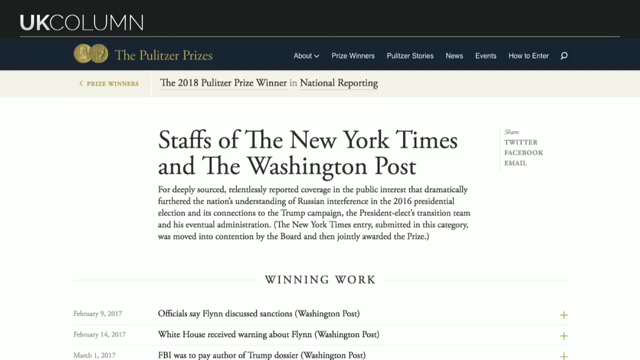 UKCOLUMN
The Pulitzer Prizes
About Prize Winners Pulitzer Stories News Events How to Enter
PRIZE WINNERS
The 2018 Pulitzer Prize Winner in National Reporting
Staffs of The New York Times
and The Washington Post
Share:
TWITTER
FACEBOOK
EMAIL
For deeply sourced, relentlessly reported coverage in the public interest that dramatically
furthered the nation's understanding of Russian interference in the 2016 presidential
election and its connections to the Trump campaign, the President-elect's transition team
and his eventual administration. (The New York Times entry, submitted in this category,
was moved into contention by the Board and then jointly awarded the Prize.)
WINNING WORK
February 9, 2017 Officials say Flynn discussed sanctions (Washington Post)
February 14, 2017 White House received warning about Flynn (Washington Post)
March 1, 2017 FBI was to pay author of Trump dossier (Washington Post)